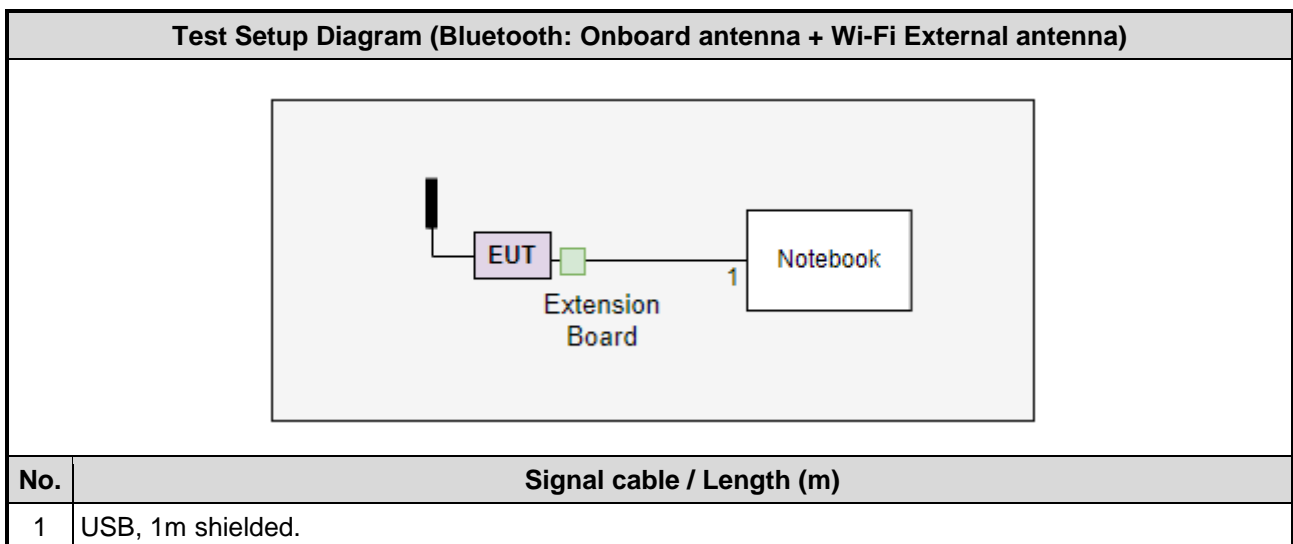 Test Setup Diagram (Bluetooth: Onboard antenna + Wi-Fi External antenna)
EUT
1
Notebook
Extension
Board
No. Signal cable / Length (m)
1 USB, 1m shielded.